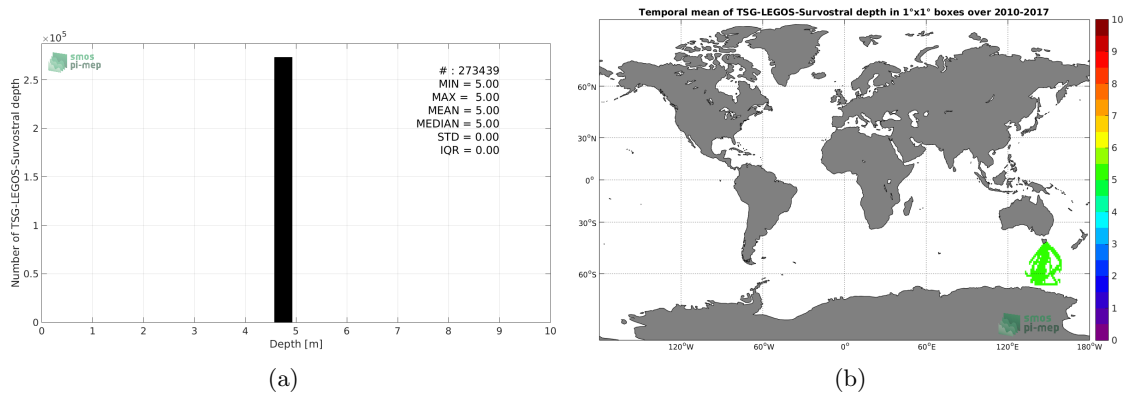 ×10⁵
smos
pi-mep
# : 273439
MIN = 5.00
MAX = 5.00
MEAN = 5.00
MEDIAN = 5.00
STD = 0.00
IQR = 0.00
Number of TSG-LEGOS-Survostral depth
2.5
2
1.5
1
0.5
0
0 1 2 3 4 5 6 7 8 9 10
Depth [m]
(a)
Temporal mean of TSG-LEGOS-Survostral depth in 1°x1° boxes over 2010-2017
60°N
30°N
0°
30°S
60°S
120°W 60°W 0° 60°E 120°E 180°W
smos
pi-mep
10
9
8
7
6
5
4
3
2
1
0
(b)